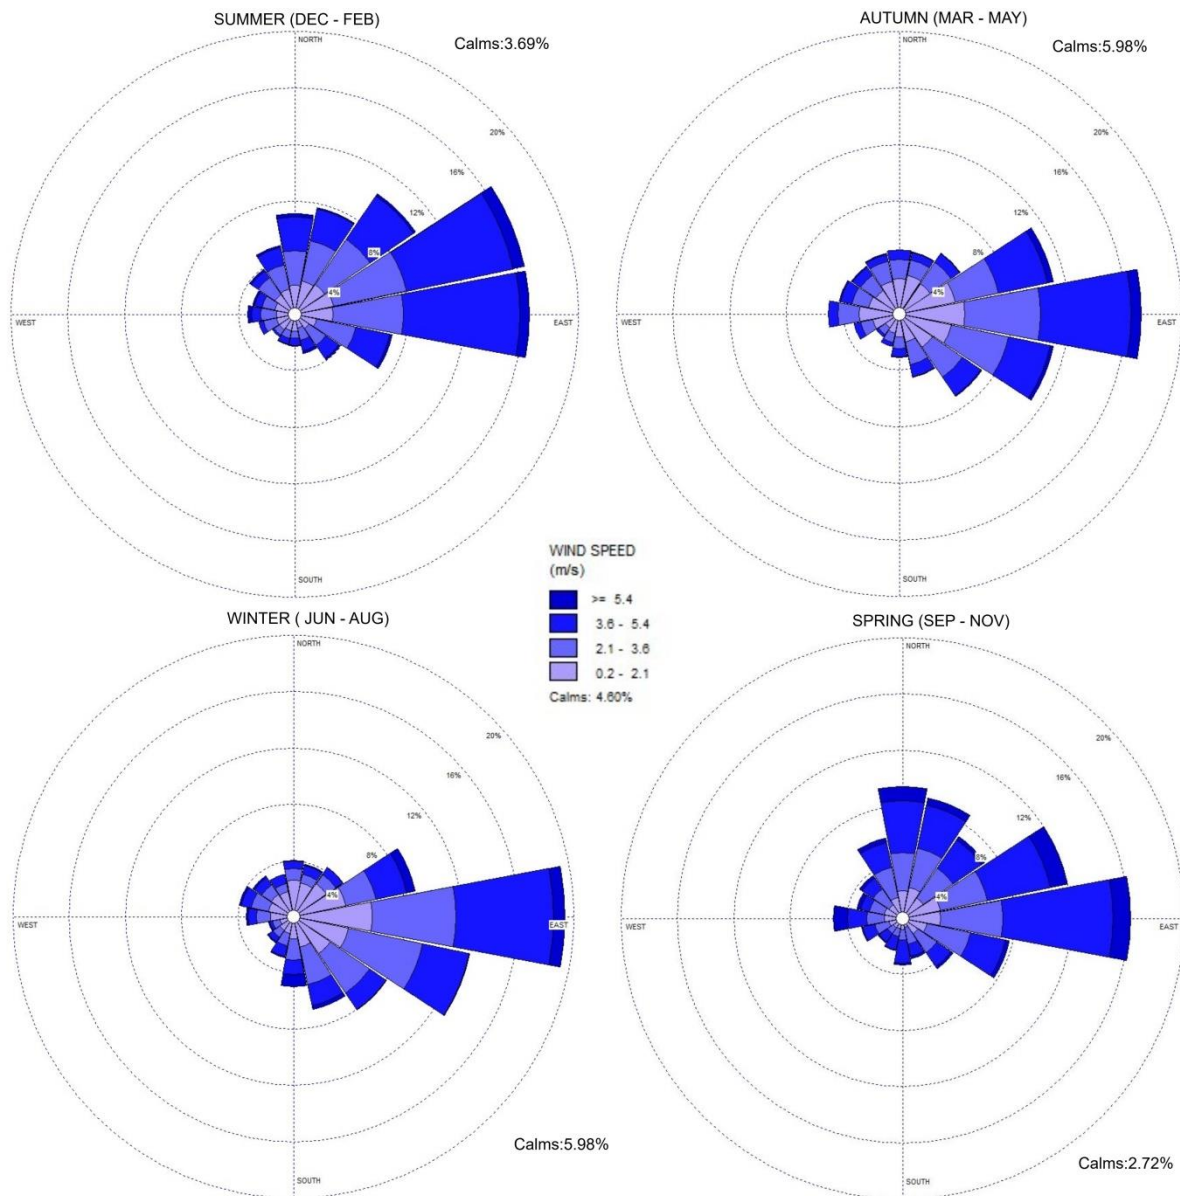 SUMMER (DEC - FEB)
Calms:3.69%
NORTH
20%
16%
12%
8%
4%
WEST
EAST
SOUTH
AUTUMN (MAR - MAY)
Calms:5.98%
NORTH
20%
16%
12%
8%
4%
WEST
EAST
SOUTH
WIND SPEED
(m/s)
>= 5.4
3.6 - 5.4
2.1 - 3.6
0.2 - 2.1
Calms: 4.60%
WINTER ( JUN - AUG)
NORTH
20%
16%
12%
8%
4%
WEST
EAST
SOUTH
Calms:5.98%
SPRING (SEP - NOV)
NORTH
20%
16%
12%
8%
4%
WEST
EAST
SOUTH
Calms:2.72%